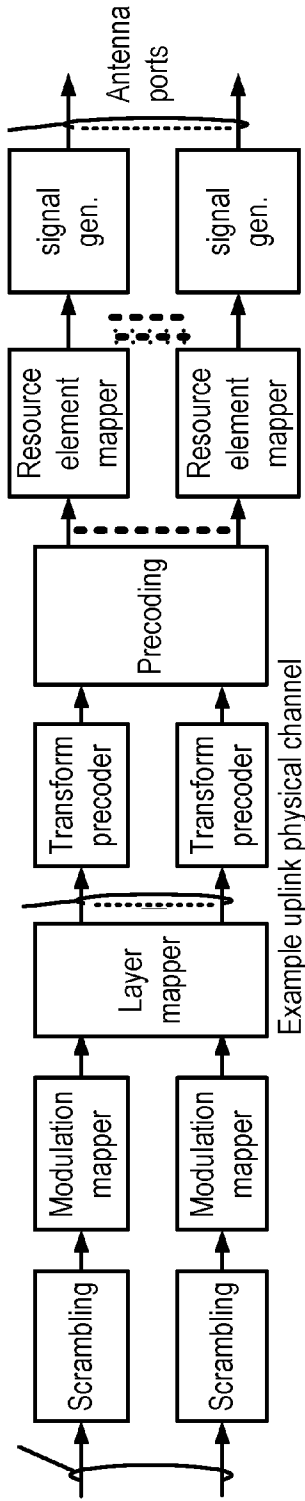 Scrambling
Scrambling
Modulation
mapper
Modulation
mapper
Layer
mapper
Transform
precoder
Transform
precoder
Precoding
Resource
element
mapper
Resource
element
mapper
signal
gen.
signal
gen.
Antenna
ports
Example uplink physical channel